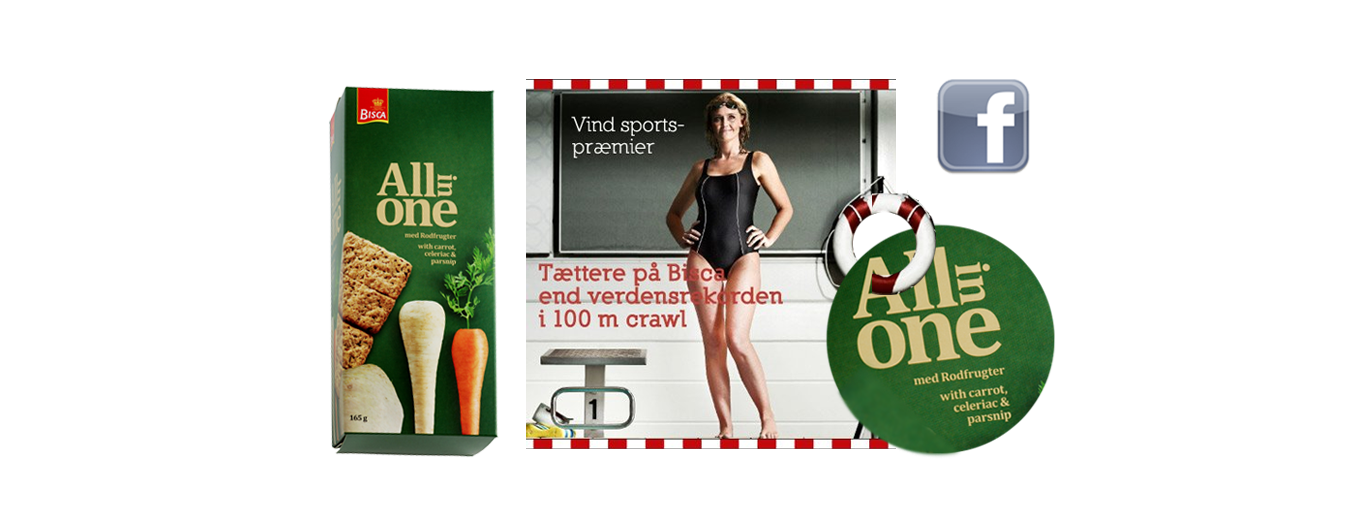 BISCA
All in
one
med Rodfrugter
with carrot,
celeriac &
parsnip
165 g
Vind sports-
præmier
Tættere på Bisca
end verdensrekorden
i 100 m crawl
1
f
All in
one
med Rodfrugter
with carrot,
celeriac &
parsnip